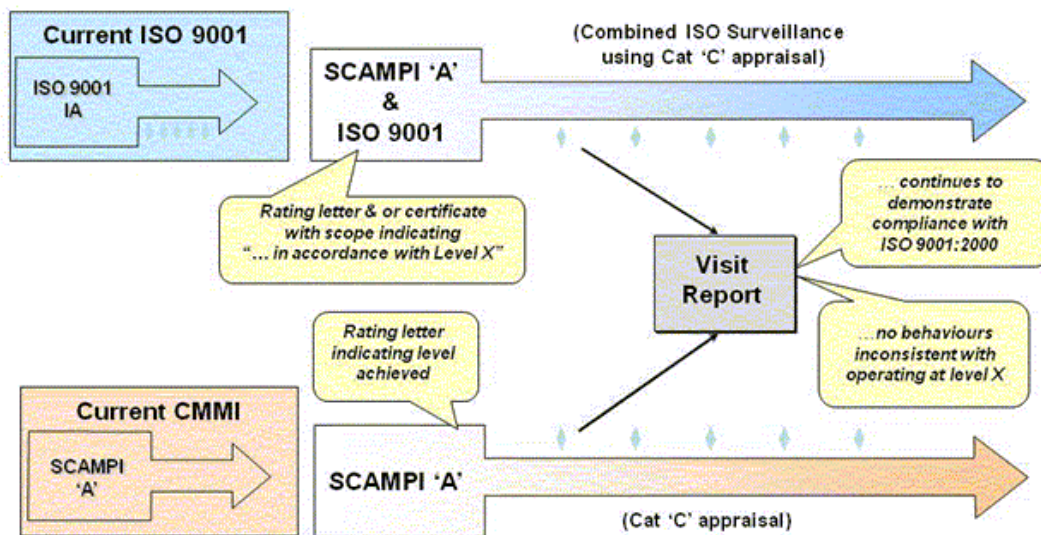 Current ISO 9001
ISO 9001
IA
SCAMPI ‘A’
&
ISO 9001
(Combined ISO Surveillance
using Cat ‘C’ appraisal)
Rating letter & or certificate
with scope indicating
“... in accordance with Level X”
... continues to
demonstrate
compliance with
ISO 9001:2000
Visit
Report
Rating letter
indicating level
achieved
...no behaviours
inconsistent with
operating at level X
Current CMMI
SCAMPI
‘A’
SCAMPI ‘A’
(Cat ‘C’ appraisal)